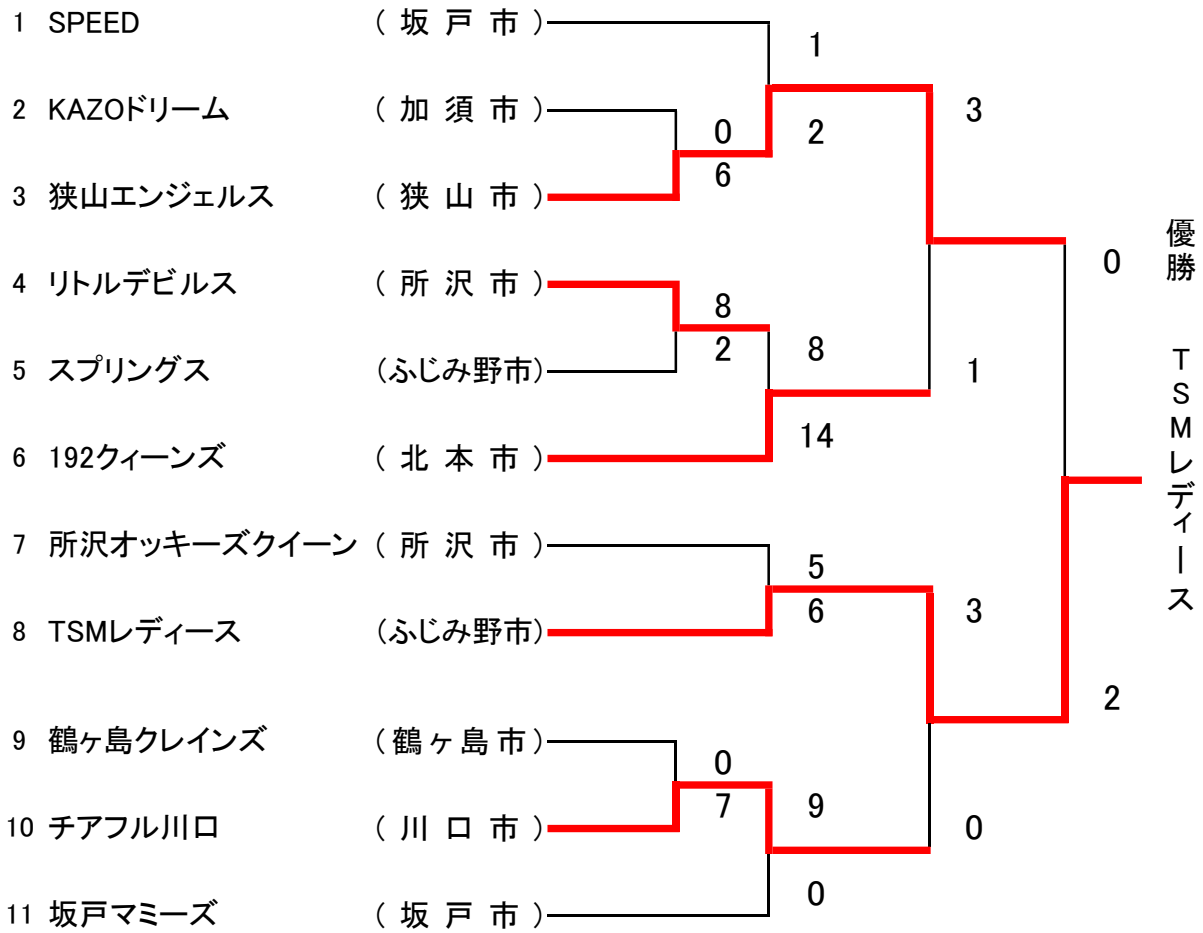 1 SPEED (坂戸市)
1
2 KAZOドリーム (加須市)
3
0
2
6
3 狭山エンジェルス (狭山市)
優勝 TSMレディース
0
4 リトルデビルス (所沢市)
8
2
8
5 スプリングス (ふじみ野市)
1
14
6 192クィーンズ (北本市)
7 所沢オッキーズクイーン (所沢市)
5
6
3
8 TSMレディース (ふじみ野市)
2
9 鶴ヶ島クレインズ (鶴ヶ島市)
0
7
9
10 チアフル川口 (川口市)
0
0
11 坂戸マミーズ (坂戸市)